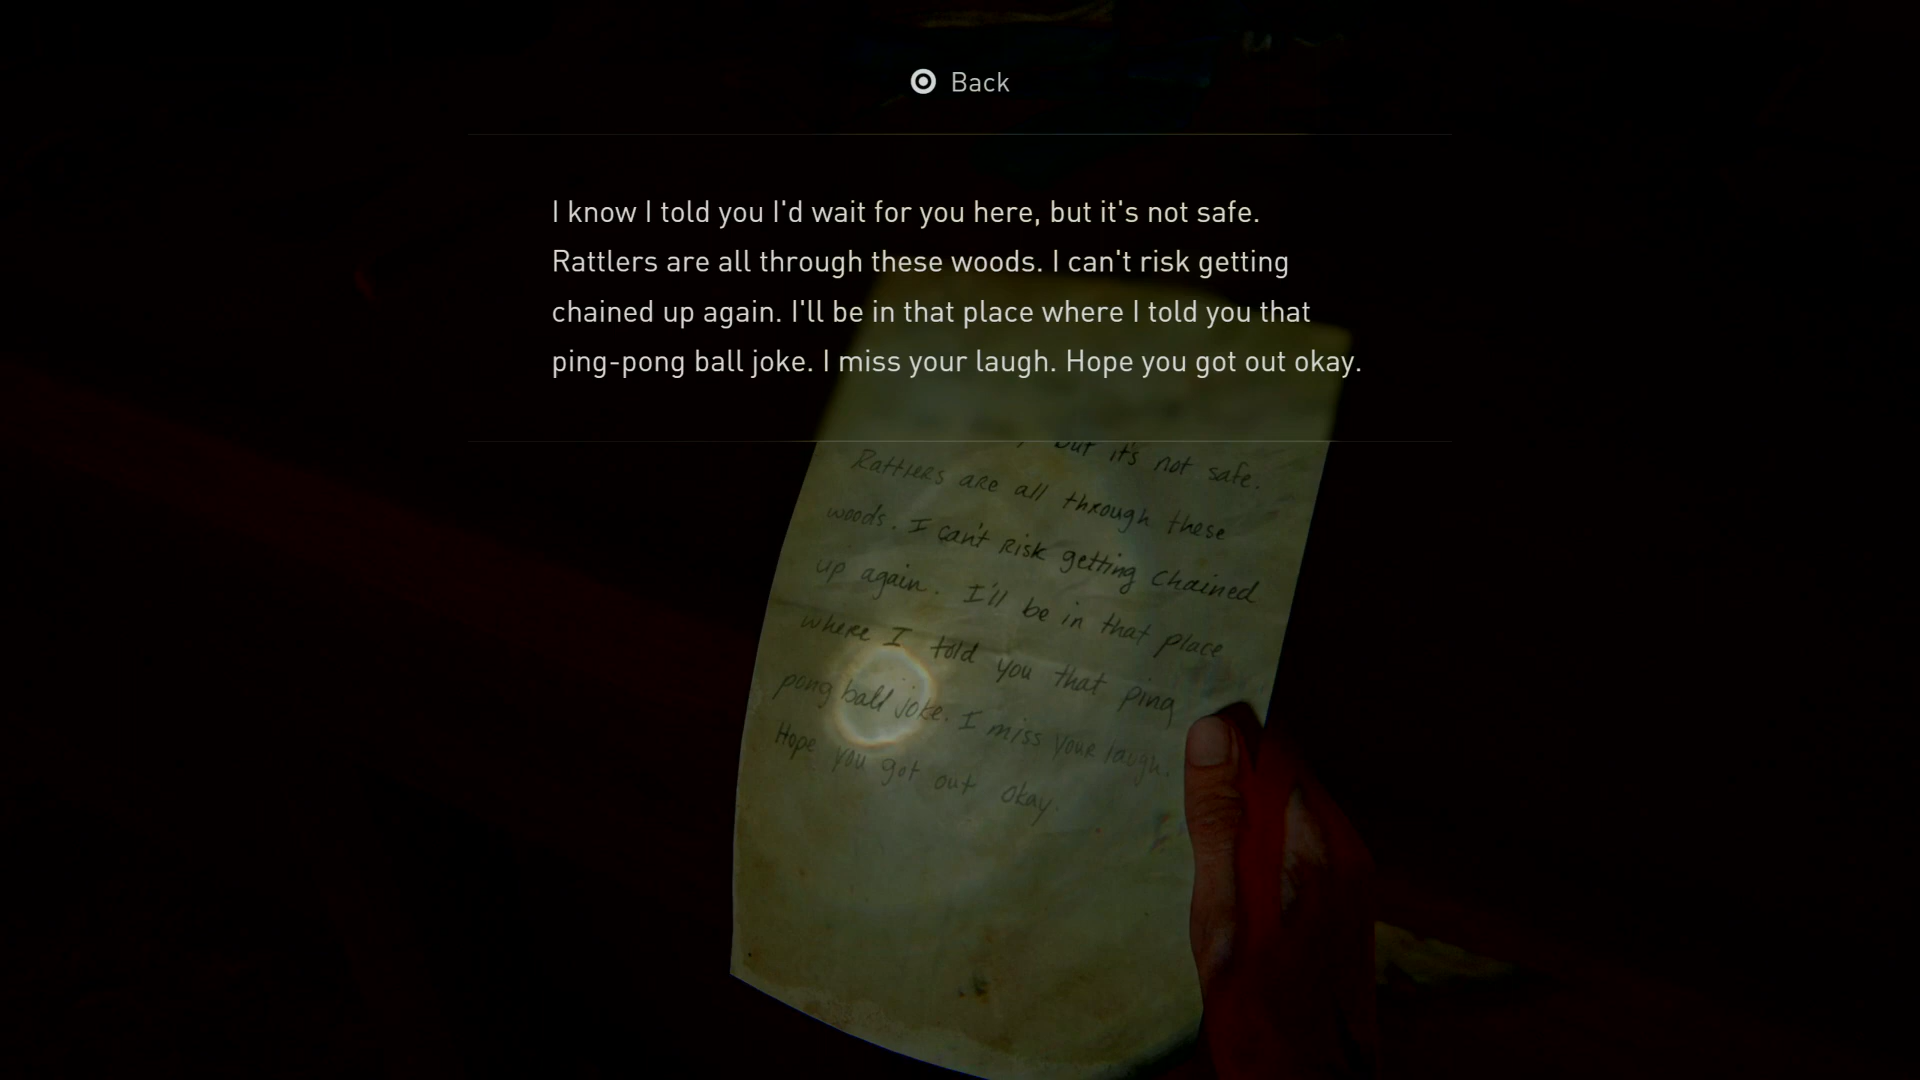 Back
I know I told you I'd wait for you here, but it's not safe.
Rattlers are all through these woods. I can't risk getting
chained up again. I'll be in that place where I told you that
ping-pong ball joke. I miss your laugh. Hope you got out okay.
, but it's not safe.
Rattlers are all through these
woods. I can't risk getting chained
up again. I'll be in that place
where I told you that ping
pong ball joke. I miss your laugh.
Hope you got out okay.